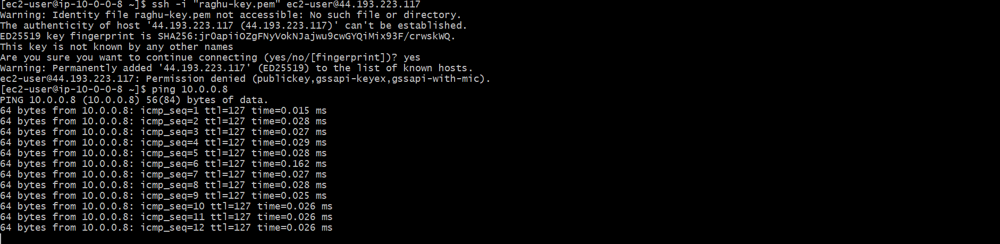 [ec2-user@ip-10-0-0-8 ~]$ ssh -i "raghu-key.pem" ec2-user@44.193.223.117
Warning: Identity file raghu-key.pem not accessible: No such file or directory.
The authenticity of host '44.193.223.117 (44.193.223.117)' can't be established.
ED25519 key fingerprint is SHA256:jr0apiiOZgFNyVokNJajwu9cwGYQiMix93F/crwskWQ.
This key is not known by any other names
Are you sure you want to continue connecting (yes/no/[fingerprint])? yes
Warning: Permanently added '44.193.223.117' (ED25519) to the list of known hosts.
ec2-user@44.193.223.117: Permission denied (publickey,gssapi-keyex,gssapi-with-mic).
[ec2-user@ip-10-0-0-8 ~]$ ping 10.0.0.8
PING 10.0.0.8 (10.0.0.8) 56(84) bytes of data.
64 bytes from 10.0.0.8: icmp_seq=1 ttl=127 time=0.015 ms
64 bytes from 10.0.0.8: icmp_seq=2 ttl=127 time=0.028 ms
64 bytes from 10.0.0.8: icmp_seq=3 ttl=127 time=0.027 ms
64 bytes from 10.0.0.8: icmp_seq=4 ttl=127 time=0.029 ms
64 bytes from 10.0.0.8: icmp_seq=5 ttl=127 time=0.028 ms
64 bytes from 10.0.0.8: icmp_seq=6 ttl=127 time=0.162 ms
64 bytes from 10.0.0.8: icmp_seq=7 ttl=127 time=0.027 ms
64 bytes from 10.0.0.8: icmp_seq=8 ttl=127 time=0.028 ms
64 bytes from 10.0.0.8: icmp_seq=9 ttl=127 time=0.025 ms
64 bytes from 10.0.0.8: icmp_seq=10 ttl=127 time=0.026 ms
64 bytes from 10.0.0.8: icmp_seq=11 ttl=127 time=0.026 ms
64 bytes from 10.0.0.8: icmp_seq=12 ttl=127 time=0.026 ms